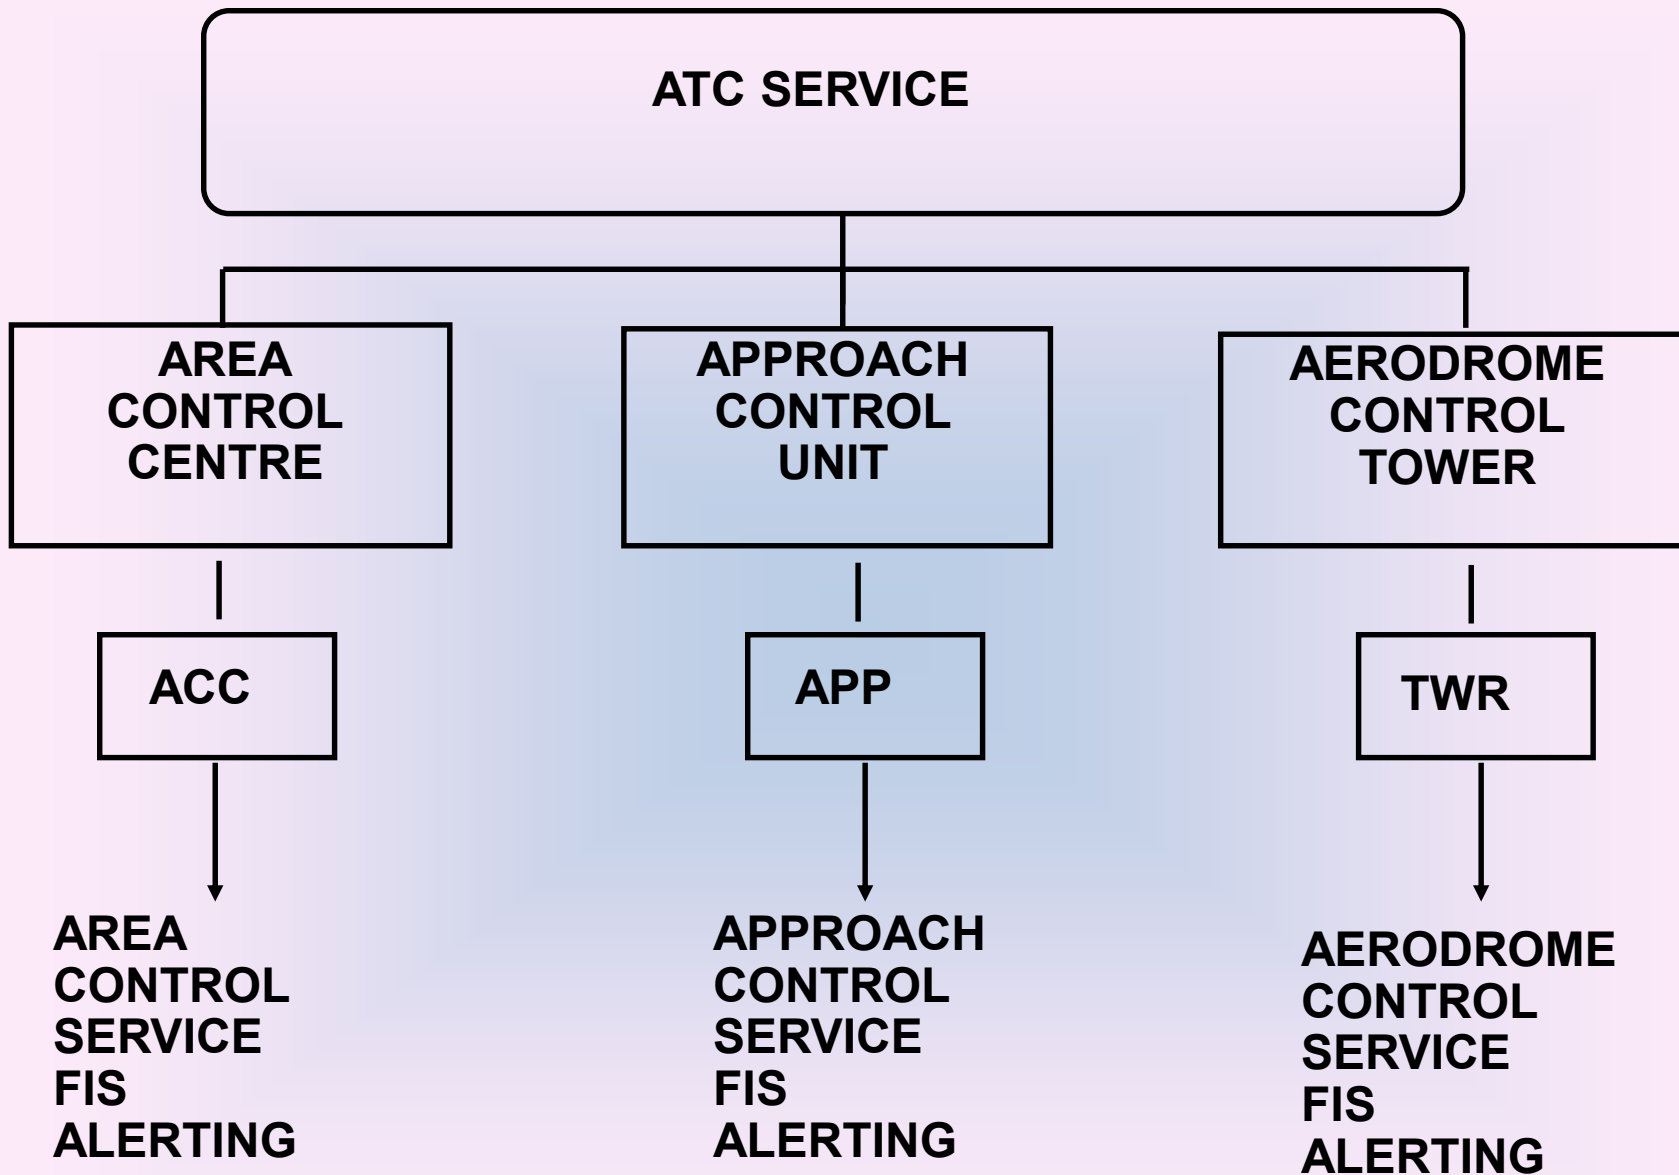 ATC SERVICE
AREA
CONTROL
CENTRE
APPROACH
CONTROL
UNIT
AERODROME
CONTROL
TOWER
ACC
APP
TWR
AREA
CONTROL
SERVICE
FIS
ALERTING
APPROACH
CONTROL
SERVICE
FIS
ALERTING
AERODROME
CONTROL
SERVICE
FIS
ALERTING